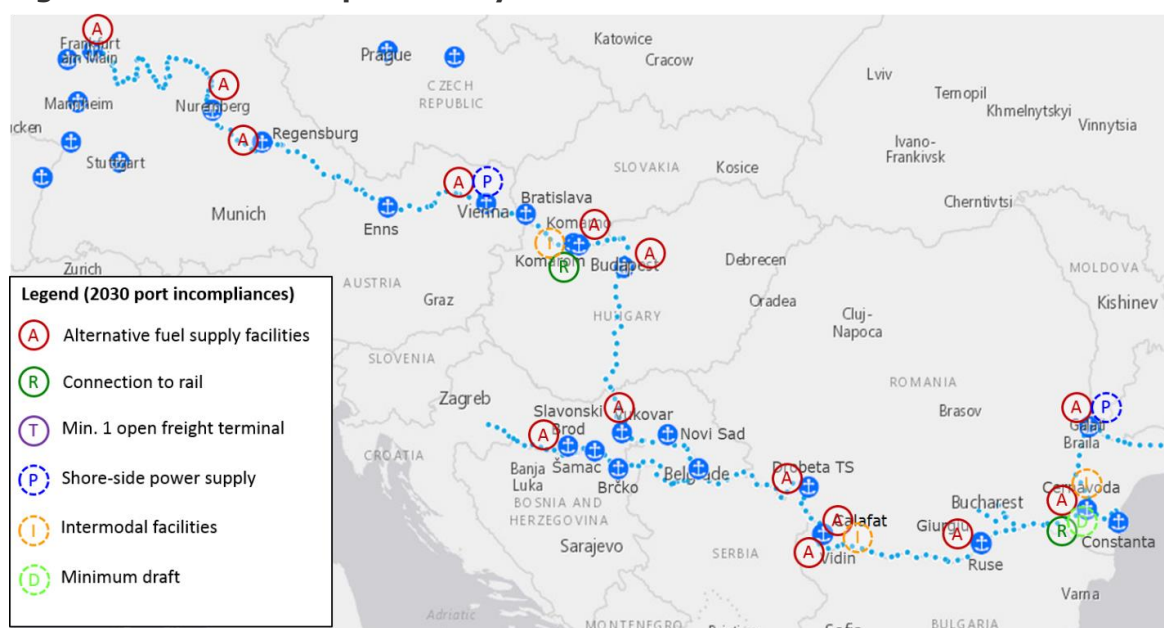 Frankfurt
am Main
A
Katowice
Cracow
Prague
CZECH
REPUBLIC
Lviv
Ternopil
Khmelnytskyi
Vinnytsia
Mannheim
A
Nuremberg
A
Regensburg
Ivano-
Frankivsk
Stuttgart
SLOVAKIA
Kosice
Chernivtsi
Munich
Enns
A
P
Vienna
Bratislava
Komarno
A
I
Komarom
R
Budapest
A
Debrecen
MOLDOVA
Kishinev
Zurich
AUSTRIA
Graz
HUNGARY
Oradea
Cluj-
Napoca
SLOVENIA
Zagreb
ROMANIA
Brasov
Slavonski
Brod
A
A
Vukovar
Novi Sad
A
P
Galati
Braila
CROATIA
Banja
Luka
Šamac
Brčko
Belgrade
Drobeta TS
A
BOSNIA AND
HERZEGOVINA
Sarajevo
SERBIA
A
Calafat
I
A
Vidin
Bucharest
Giurgiu
A
Ruse
Cernavoda
I
A
D
R
Constanta
Varna
Adriatic
MONTENEGRO
BULGARIA
Legend (2030 port incompliances)
A Alternative fuel supply facilities
R Connection to rail
T Min. 1 open freight terminal
P Shore-side power supply
I Intermodal facilities
D Minimum draft